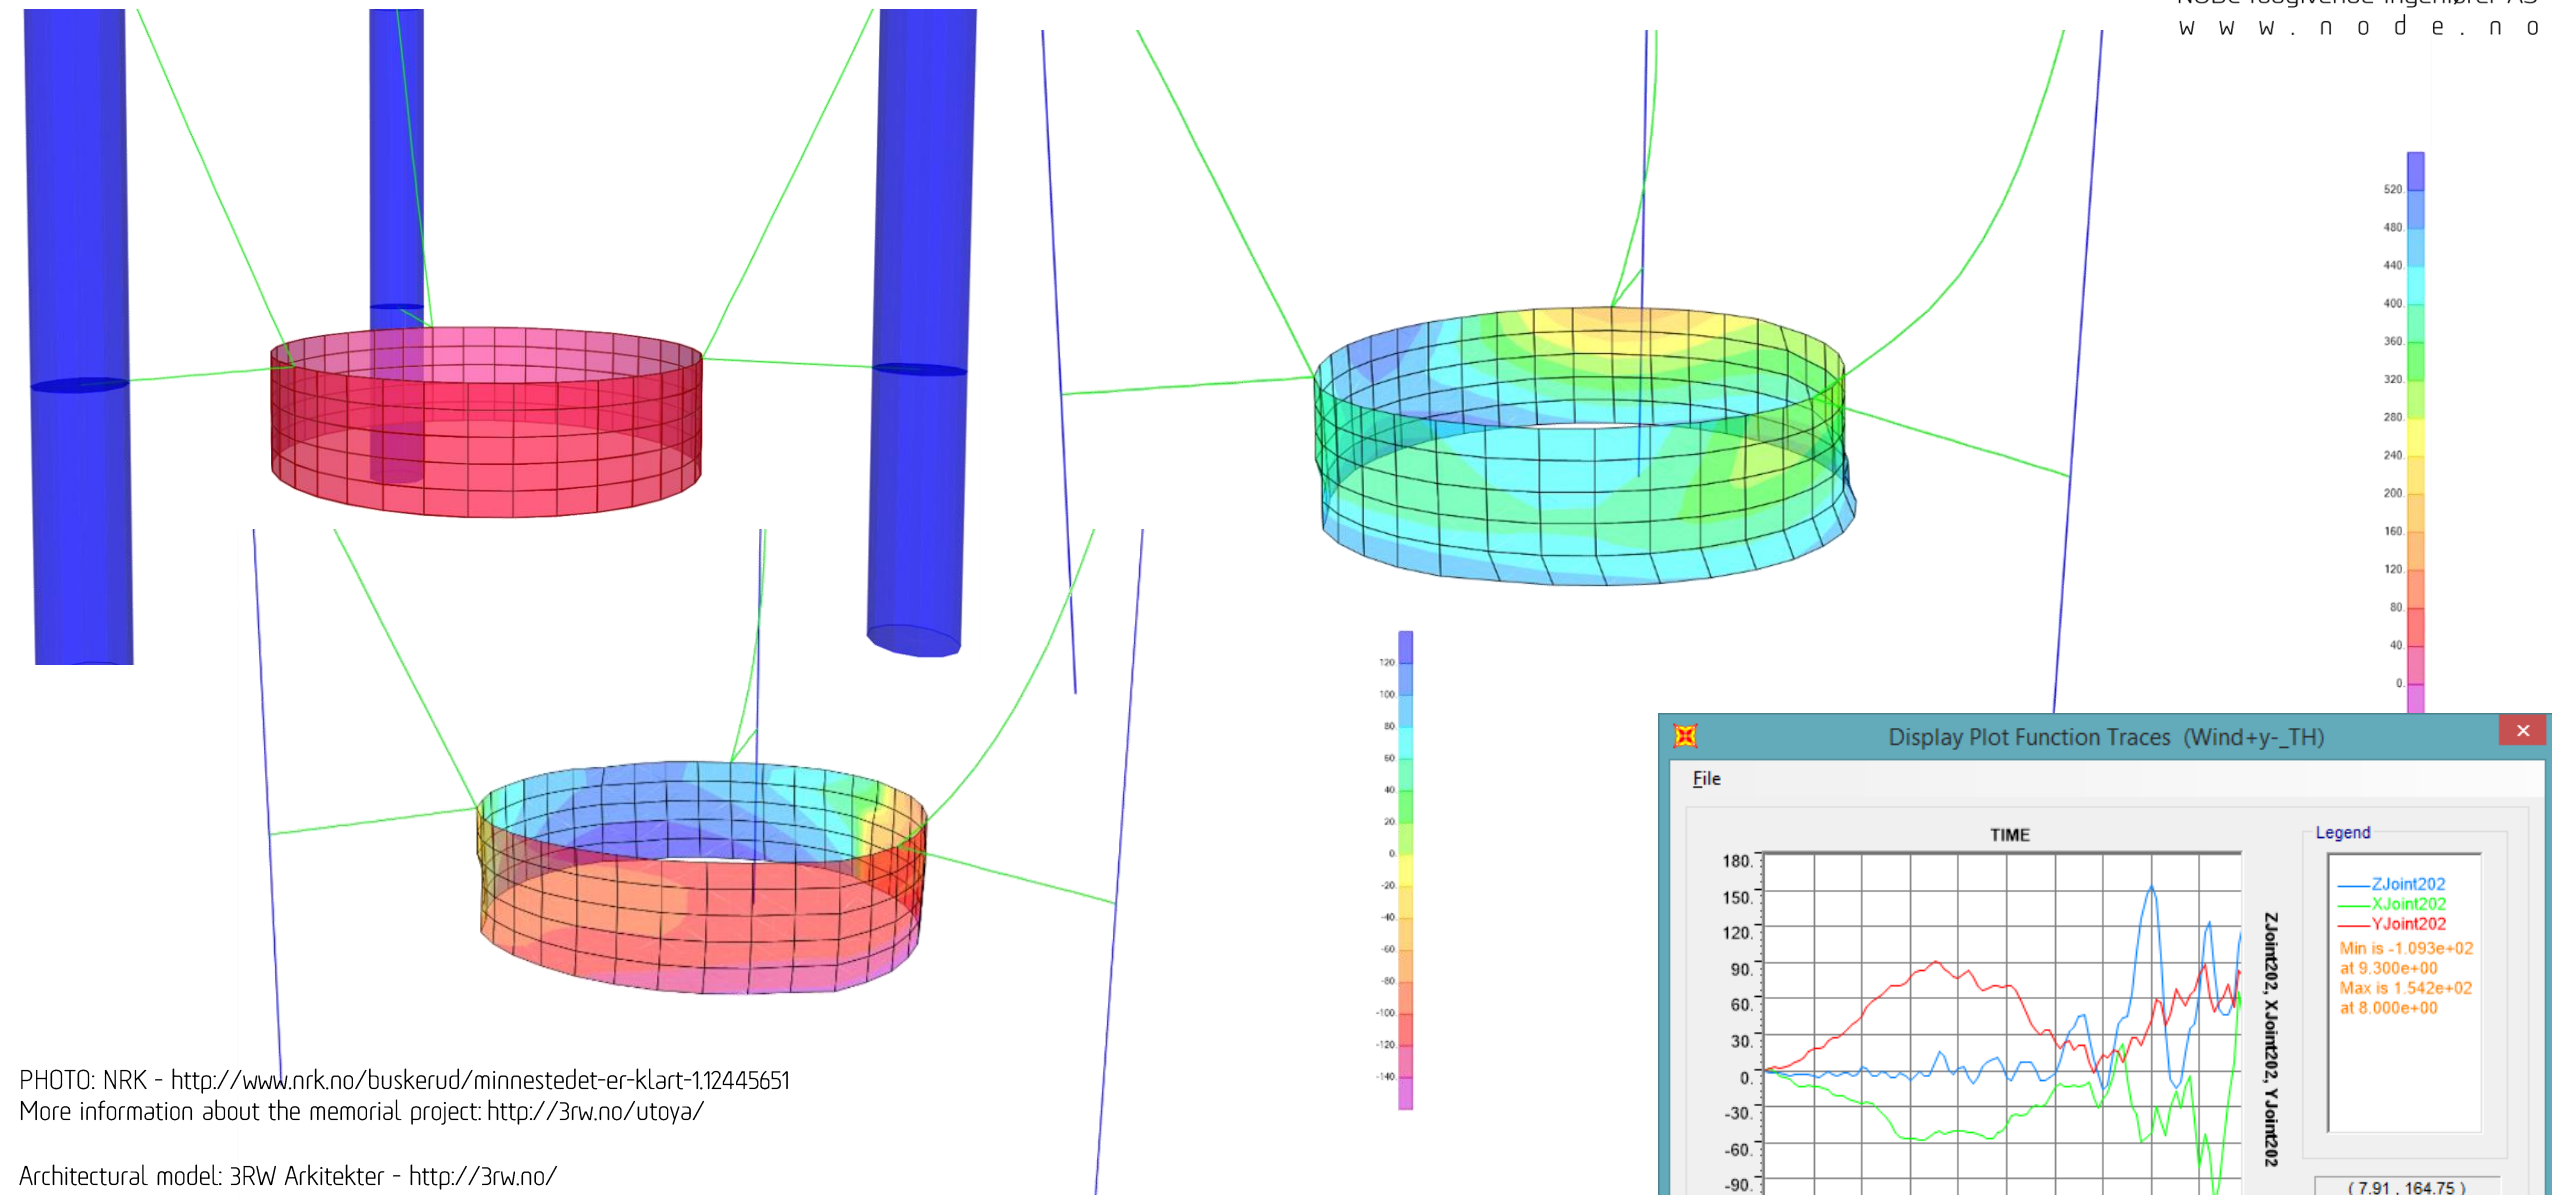 w w w . n o d e . n o
520.
480.
440.
400.
360.
320.
280.
240.
200.
160.
120.
80.
40.
0.
120.
100.
80.
60.
40.
20.
0.
-20.
-40.
-60.
-80.
-100.
-120.
-140.
PHOTO: NRK - http://www.nrk.no/buskerud/minnestedet-er-klart-1.12445651
More information about the memorial project: http://3rw.no/utoya/
Architectural model: 3RW Arkitekter - http://3rw.no/
Display Plot Function Traces (Wind+y-_TH)
File
TIME
Legend
180.
150.
120.
90.
60.
30.
0.
-30.
-60.
-90.
ZJoint202, XJoint202, YJoint202
ZJoint202
XJoint202
YJoint202
Min is -1.093e+02
at 9.300e+00
Max is 1.542e+02
at 8.000e+00
( 7.91 , 164.75 )